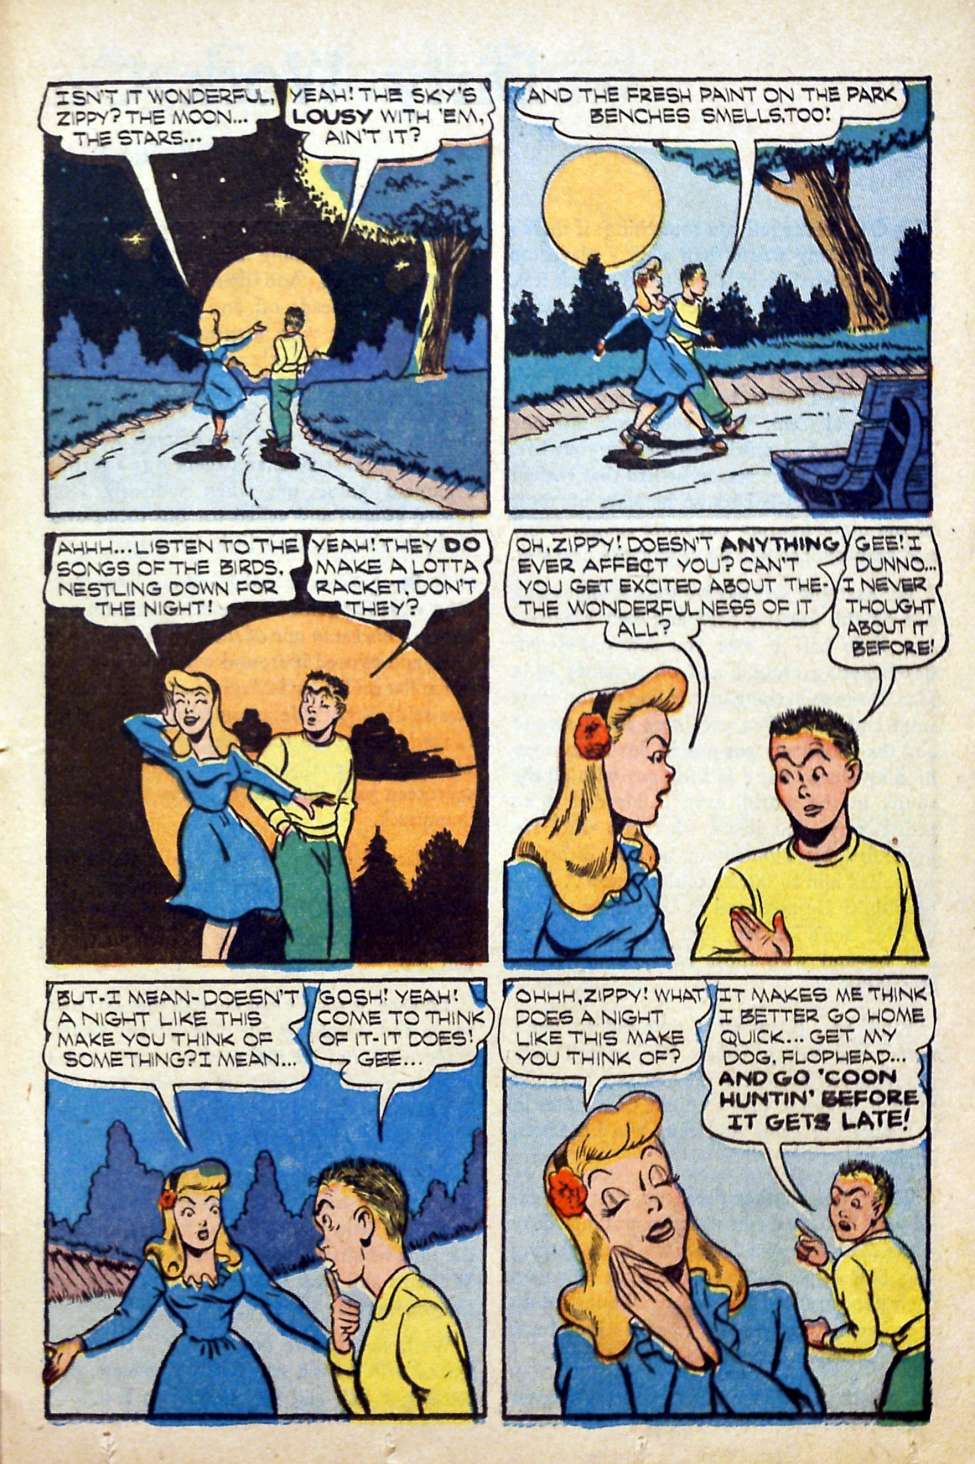 ISN'T IT WONDERFUL,
ZIPPY? THE MOON...
THE STARS...
YEAH! THE SKY'S
LOUSY WITH 'EM,
AIN'T IT?
AND THE FRESH PAINT ON THE PARK
BENCHES SMELLS, TOO!
AHHH... LISTEN TO THE
SONGS OF THE BIRDS,
NESTLING DOWN FOR
THE NIGHT!
YEAH! THEY DO
MAKE A LOTTA
RACKET, DON'T
THEY?
OH, ZIPPY! DOESN'T ANYTHING
EVER AFFECT YOU? CAN'T
YOU GET EXCITED ABOUT THE-
THE WONDERFULNESS OF IT
ALL?
GEE! I
DUNNO...
I NEVER
THOUGHT
ABOUT IT
BEFORE!
BUT-I MEAN-DOESN'T
A NIGHT LIKE THIS
MAKE YOU THINK OF
SOMETHING? I MEAN...
GOSH! YEAH!
COME TO THINK
OF IT-IT DOES!
GEE...
OHHH, ZIPPY! WHAT
DOES A NIGHT
LIKE THIS MAKE
YOU THINK OF?
IT MAKES ME THINK
I BETTER GO HOME
QUICK... GET MY
DOG, FLOPHEAD...
AND GO 'COON
HUNTIN' BEFORE
IT GETS LATE!